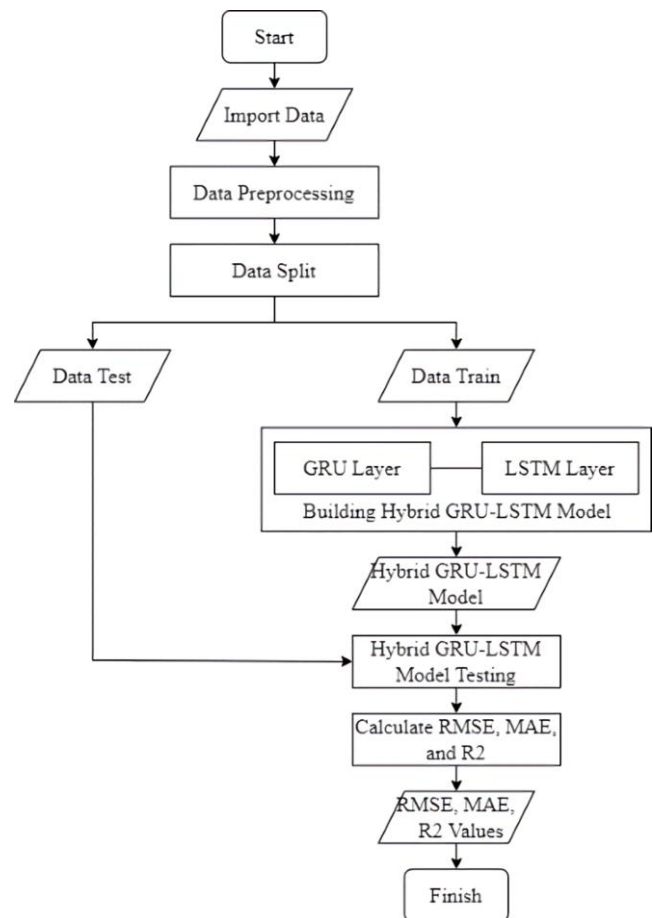 Start
Import Data
Data Preprocessing
Data Split
Data Test
Data Train
GRU Layer
LSTM Layer
Building Hybrid GRU-LSTM Model
Hybrid GRU-LSTM
Model
Hybrid GRU-LSTM
Model Testing
Calculate RMSE, MAE,
and R2
RMSE, MAE,
R2 Values
Finish